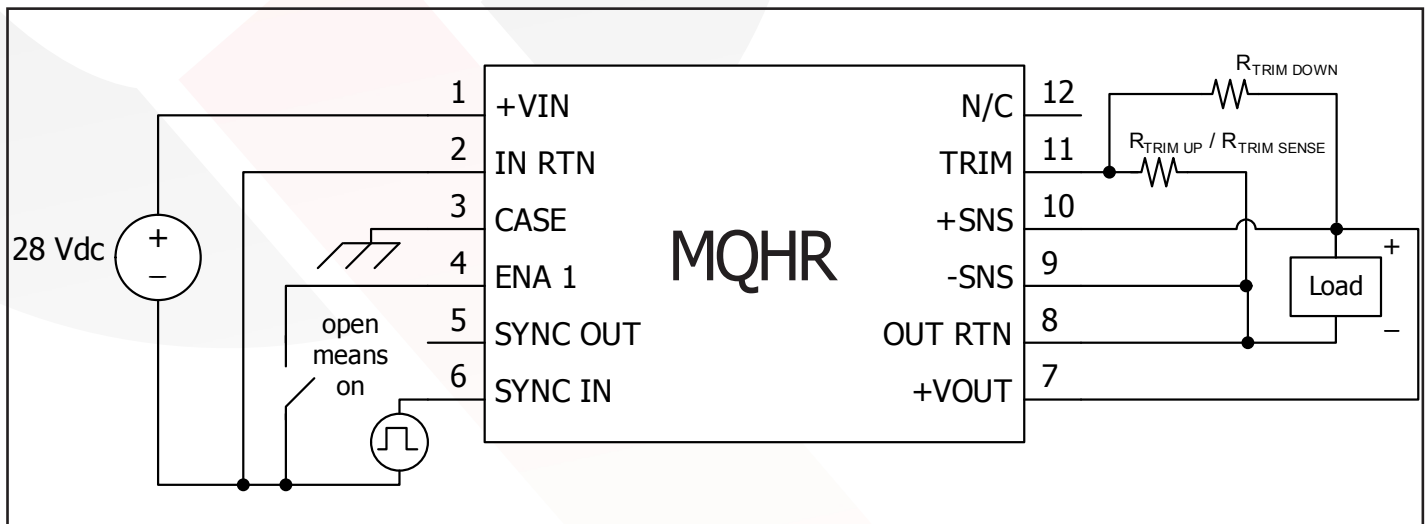 28 Vdc
+
−
1
+VIN
2
IN RTN
3
CASE
4
ENA 1
5
SYNC OUT
6
SYNC IN
open
means
on
MQHR
N/C
12
TRIM
11
+SNS
10
-SNS
9
OUT RTN
8
+VOUT
7
RTRIM DOWN
RTRIM UP / RTRIM SENSE
+
Load
−